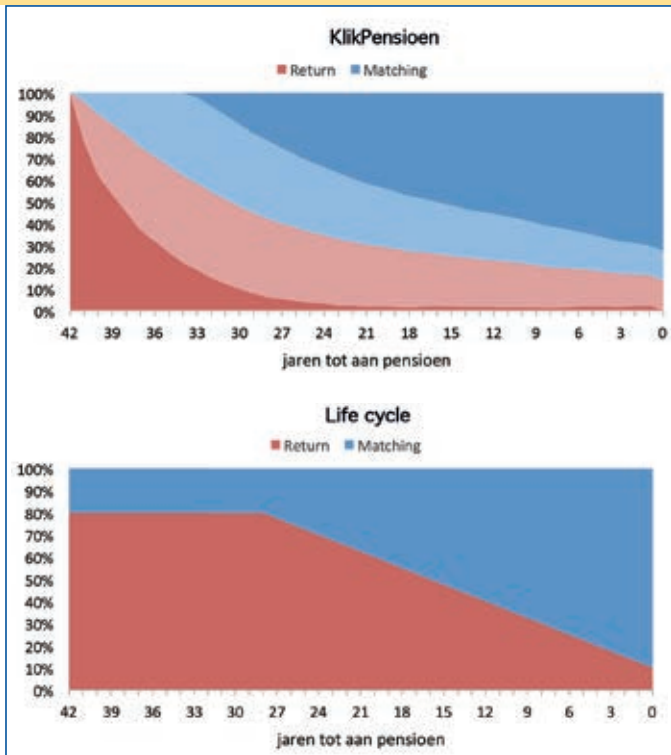 KlikPensioen
Return Matching
100%
90%
80%
70%
60%
50%
40%
30%
20%
10%
0%
42 39 36 33 30 27 24 21 18 15 12 9 6 3 0
jaren tot aan pensioen
Life cycle
Return Matching
100%
90%
80%
70%
60%
50%
40%
30%
20%
10%
0%
42 39 36 33 30 27 24 21 18 15 12 9 6 3 0
jaren tot aan pensioen